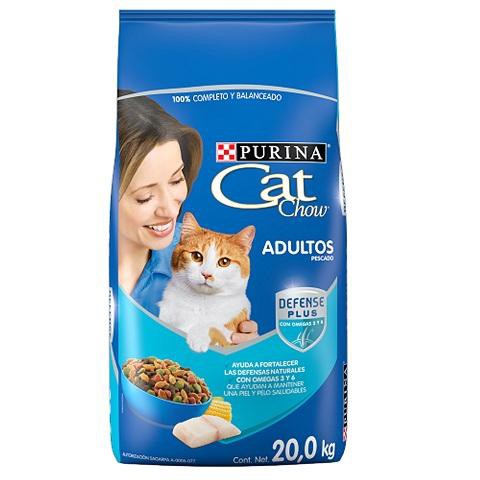 100% COMPLETO Y BALANCEADO
PURINA
Cat
Chow®
ADULTOS
PESCADO
DEFENSE
PLUS
CON OMEGAS 3 Y 6
AYUDA A FORTALECER
LAS DEFENSAS NATURALES
CON OMEGAS 3 Y 6
QUE AYUDAN A MANTENER
UNA PIEL Y PELO SALUDABLES
Cont. Net. 20,0 kg
PURINA